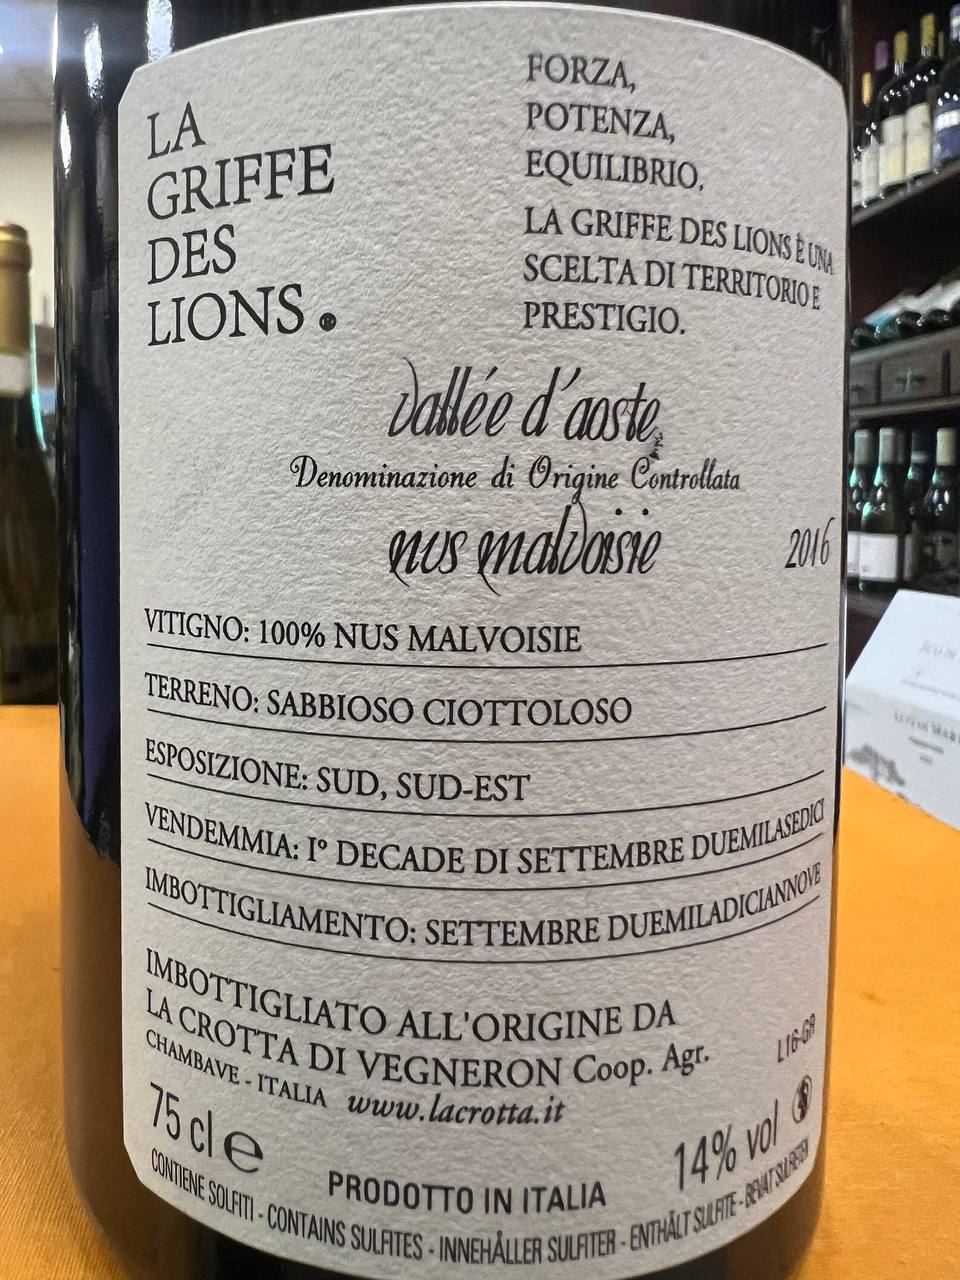 LA
GRIFFE
DES
LIONS.
FORZA,
POTENZA,
EQUILIBRIO.
LA GRIFFE DES LIONS È UNA
SCELTA DI TERRITORIO E
PRESTIGIO.
vallée d'aoste
Denominazione di Origine Controllata
nus malvoisie
2016
VITIGNO: 100% NUS MALVOISIE
TERRENO: SABBIOSO CIOTTOLOSO
ESPOSIZIONE: SUD, SUD-EST
VENDEMMIA: I° DECADE DI SETTEMBRE DUEMILASEDICI
IMBOTTIGLIAMENTO: SETTEMBRE DUEMILADICIANNOVE
IMBOTTIGLIATO ALL'ORIGINE DA
LA CROTTA DI VEGNERON Coop. Agr.
CHAMBAVE - ITALIA www.lacrotta.it
L16-GR
75 cl e
PRODOTTO IN ITALIA
14% vol
CONTIENE SOLFITI - CONTAINS SULFITES - INNEHÅLLER SULFITER - ENTHÄLT SULFITE - BEVAT SULFIETEN